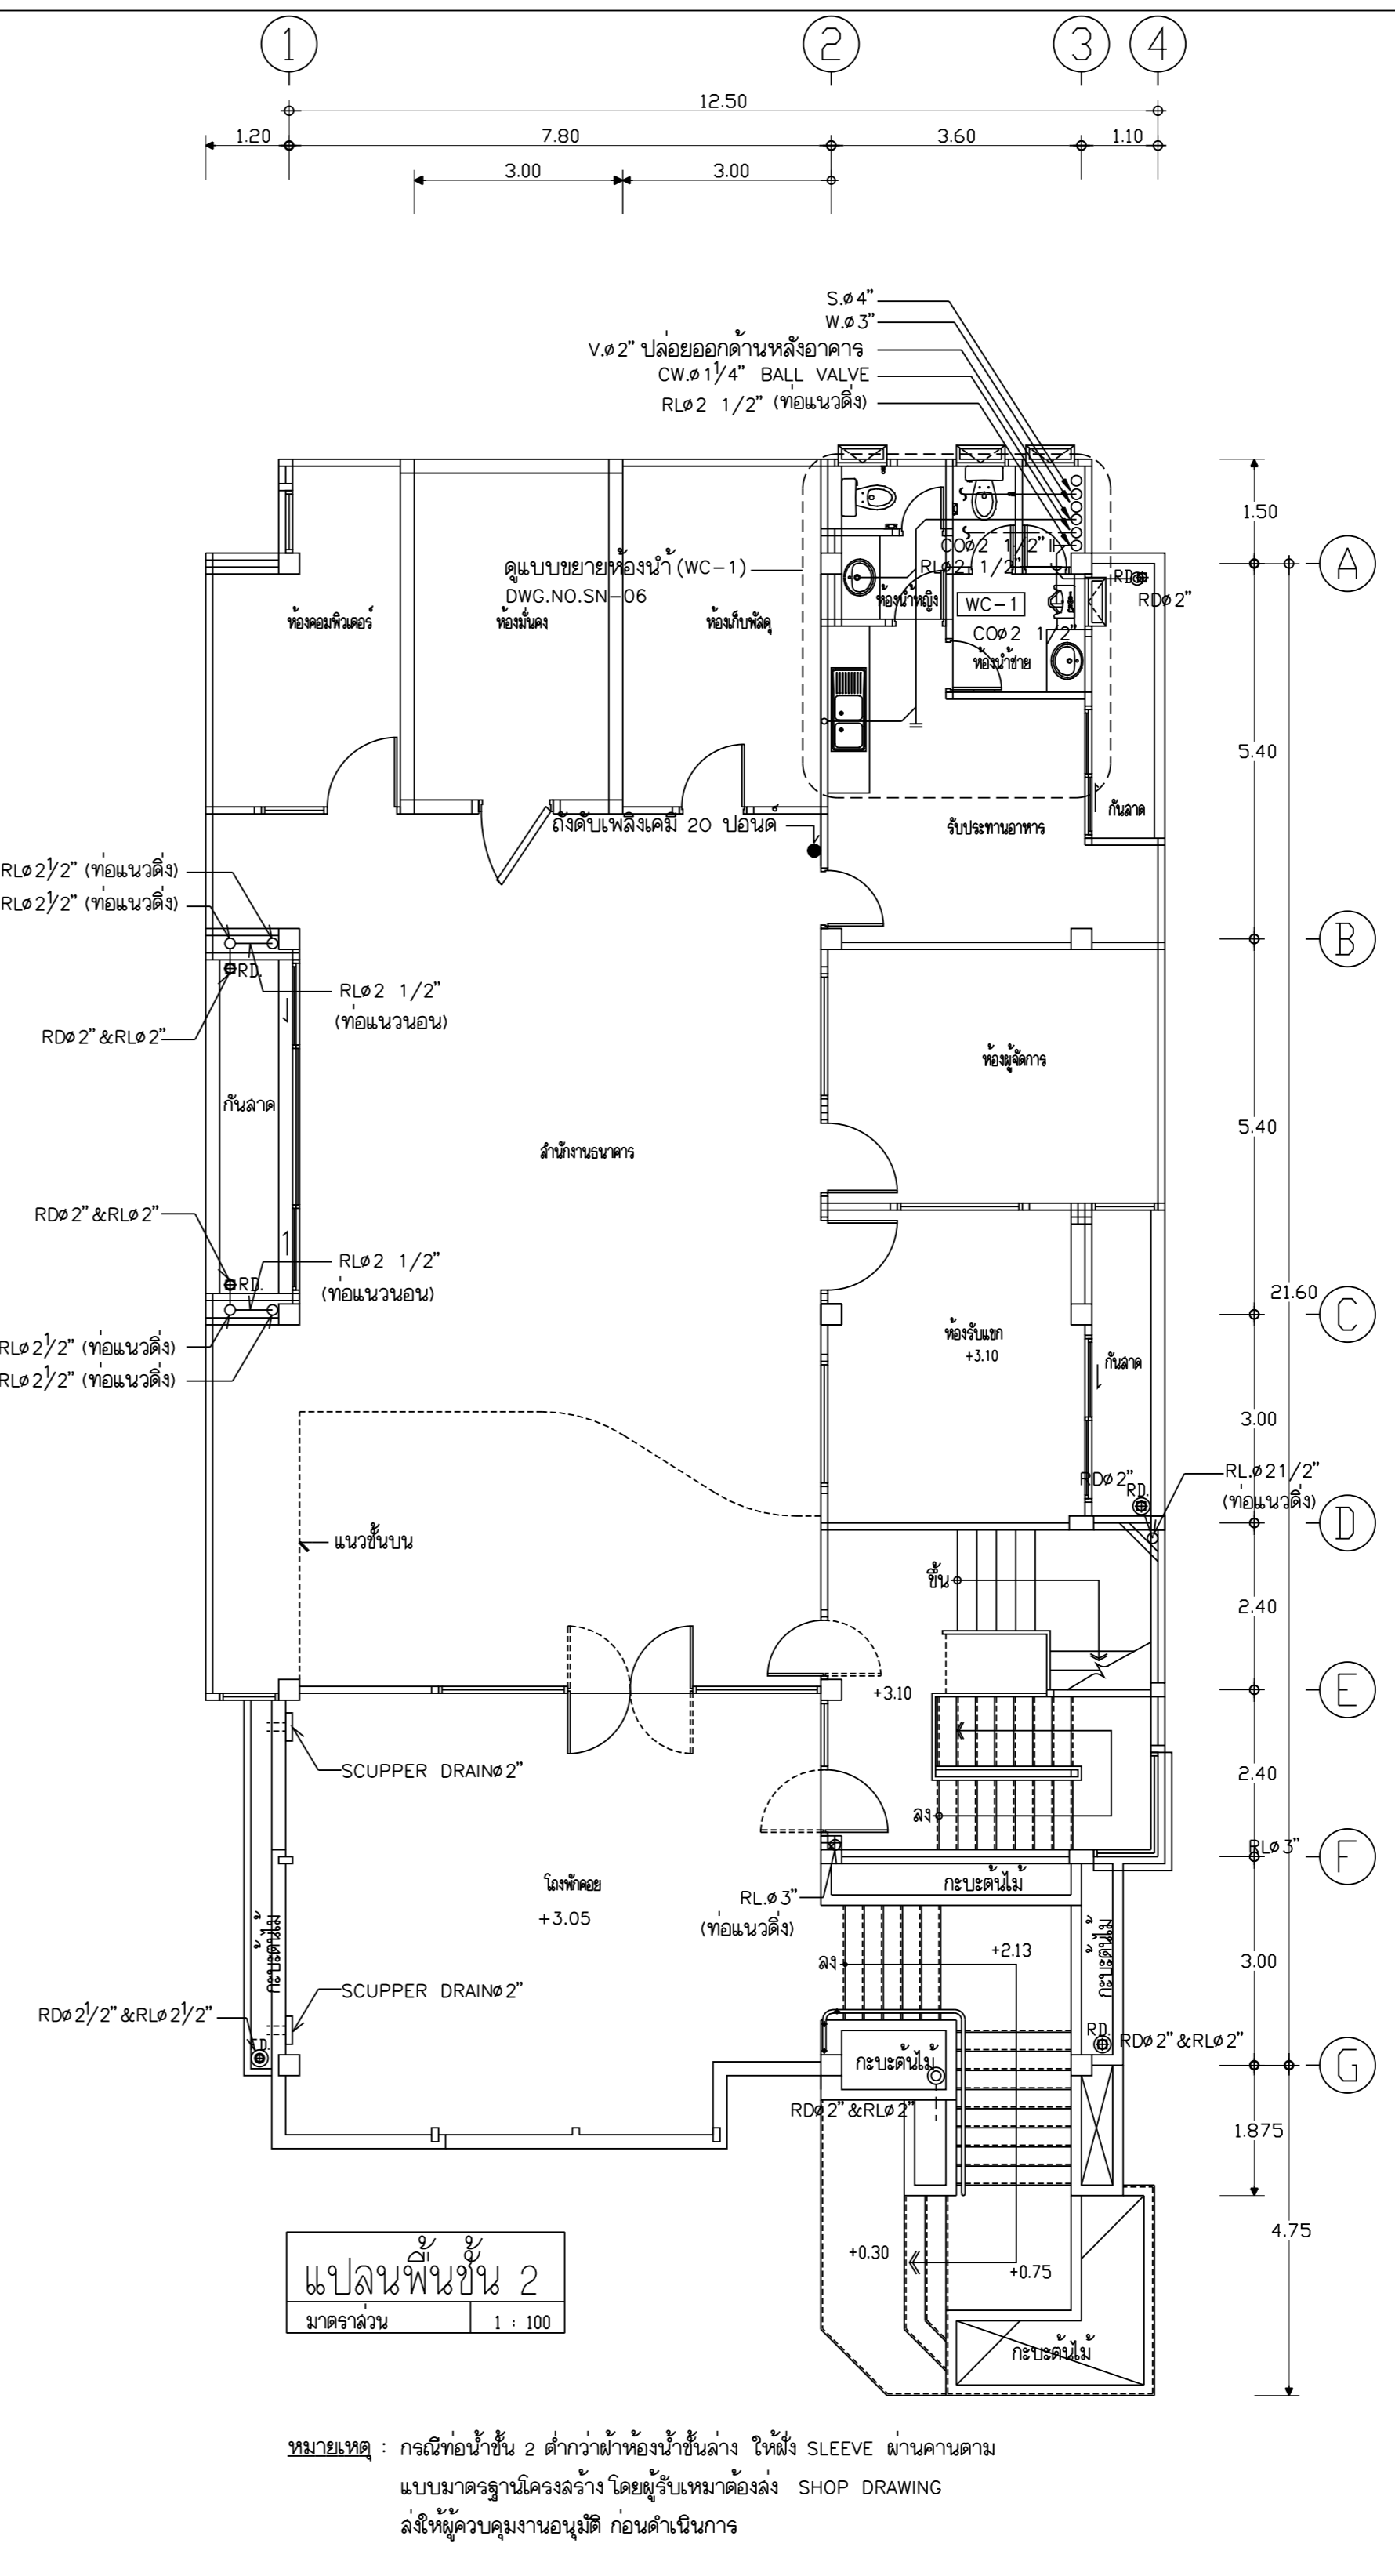 1
2
3
4
12.50
1.20
7.80
3.60
1.10
3.00
3.00
S.ø4"
W.ø3"
V.ø2" ปล่อยออกด้านหลังอาคาร
CW.ø1 1/4" BALL VALVE
RLø2 1/2" (ท่อแนวดิ่ง)
1.50
A
ดูแบบขยายห้องน้ำ (WC-1)
DWG.NO.SN-06
COø2 1/2"
RLø2 1/2"
RD.
RDø2"
ห้องคอมพิวเตอร์
ห้องมั่นคง
ห้องเก็บพัสดุ
ห้องน้ำหญิง
WC-1
COø2 1/2"
ห้องน้ำชาย
5.40
กันลาด
ถังดับเพลิงเคมี 20 ปอนด์
รับประทานอาหาร
RLø2 1/2" (ท่อแนวดิ่ง)
RLø2 1/2" (ท่อแนวดิ่ง)
B
RD.
RLø2 1/2"
(ท่อแนวนอน)
RDø2"&RLø2"
ห้องผู้จัดการ
กันลาด
5.40
สำนักงานธนาคาร
RDø2"&RLø2"
RLø2 1/2"
(ท่อแนวนอน)
RD.
21.60
C
RLø2 1/2" (ท่อแนวดิ่ง)
RLø2 1/2" (ท่อแนวดิ่ง)
ห้องรับแขก
+3.10
กันลาด
3.00
RDø2"
RD.
RL.ø21/2"
(ท่อแนวดิ่ง)
D
แนวชั้นบน
ขึ้น
2.40
+3.10
E
SCUPPER DRAINø2"
2.40
ลง
RLø3"
F
โถงพักคอย
+3.05
RL.ø3"
(ท่อแนวดิ่ง)
กะบะต้นไม้
กะบะต้นไม้
กะบะต้นไม้
+2.13
ลง
3.00
SCUPPER DRAINø2"
RDø2 1/2"&RLø2 1/2"
RD.
RDø2"&RLø2"
กะบะต้นไม้
G
RDø2"&RLø2"
1.875
4.75
+0.30
+0.75
กะบะต้นไม้
แปลนพื้นชั้น 2
มาตราส่วน 1 : 100
หมายเหตุ : กรณีท่อน้ำชั้น 2 ต่ำกว่าฝ้าห้องน้ำชั้นล่าง ให้ฝัง SLEEVE ผ่านคานตาม
แบบมาตรฐานโครงสร้าง โดยผู้รับเหมาต้องส่ง SHOP DRAWING
ส่งให้ผู้ควบคุมงานอนุมัติ ก่อนดำเนินการ